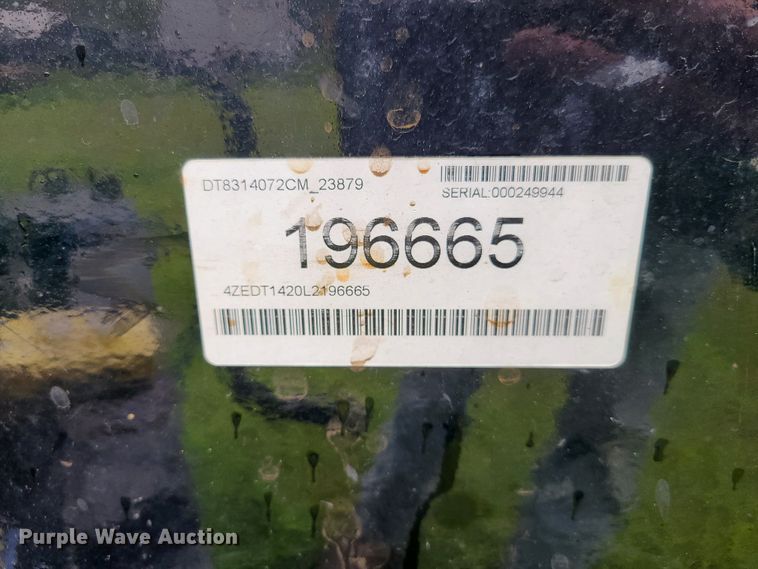 DT8314072CM_23879
SERIAL:000249944
196665
4ZEDT1420L2196665
Purple Wave Auction